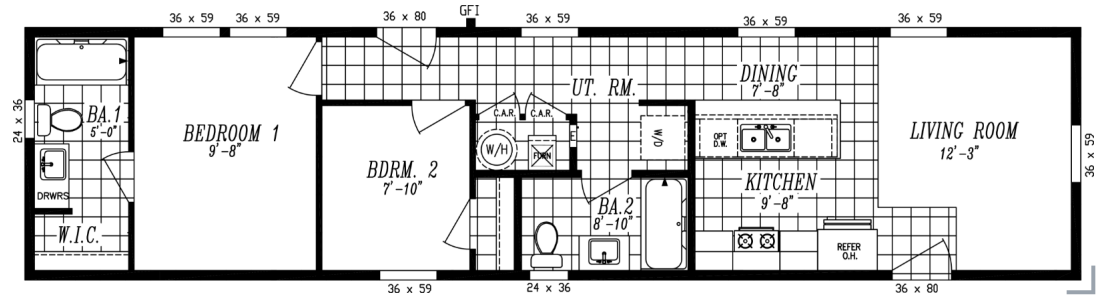 GFI
36 x 59
36 x 59
36 x 80
36 x 59
36 x 59
36 x 59
24 x 36
BA.1
5'-0"
DRWRS
W.I.C.
BEDROOM 1
9'-8"
BDRM. 2
7'-10"
UT. RM.
C.A.R.
C.A.R.
W/H
FURN
E
W/D
BA.2
8'-10"
DINING
7'-8"
OPT
D.W.
KITCHEN
9'-8"
REFER
O.H.
LIVING ROOM
12'-3"
36 x 59
36 x 59
24 x 36
36 x 80